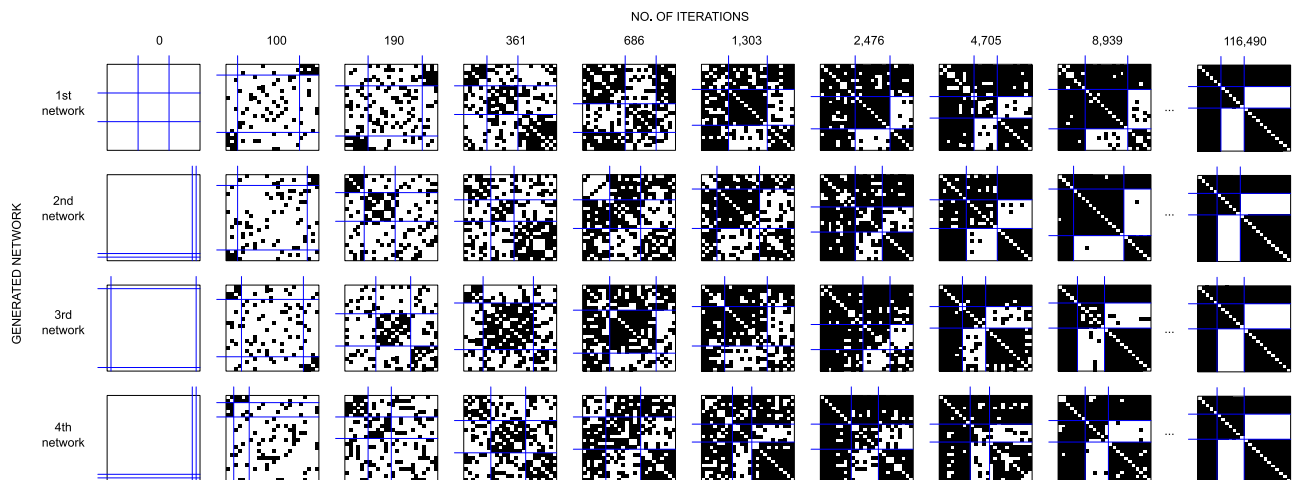 NO. OF ITERATIONS
0 100 190 361 686 1,303 2,476 4,705 8,939 116,490
GENERATED NETWORK
1st
network
...
2nd
network
...
3rd
network
...
4th
network
...